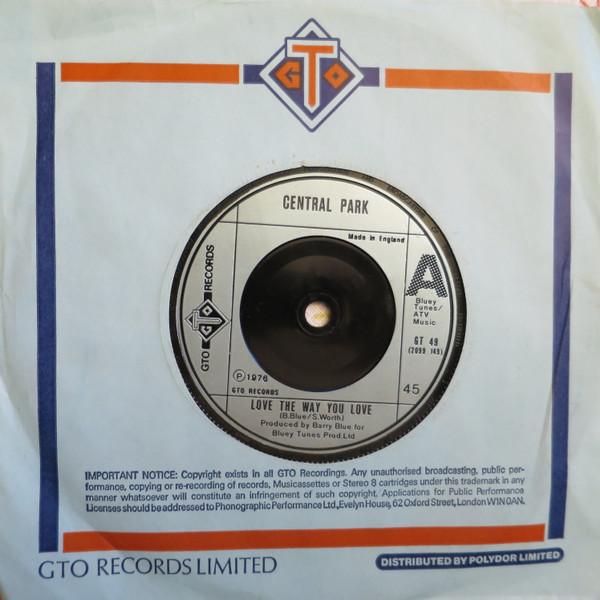 GTO
CENTRAL PARK
Made in England
A
Bluey
Tunes/
ATV
Music
GTO RECORDS
GT 49
(2099 149)
Ⓟ1976
GTO RECORDS
45
LOVE THE WAY YOU LOVE
(B.Blue/S.Worth)
Produced by Barry Blue for
Bluey Tunes Prod.Ltd
IMPORTANT NOTICE: Copyright exists in all GTO Recordings. Any unauthorised broadcasting, public per-
formance, copying or re-recording of records, Musicassettes or Stereo 8 cartridges under this trademark in any
manner whatsoever will constitute an infringement of such copyright. Applications for Public Performance
Licenses should be addressed to Phonographic Performance Ltd., Evelyn House, 62 Oxford Street, London W1N 0AN.
GTO RECORDS LIMITED
DISTRIBUTED BY POLYDOR LIMITED